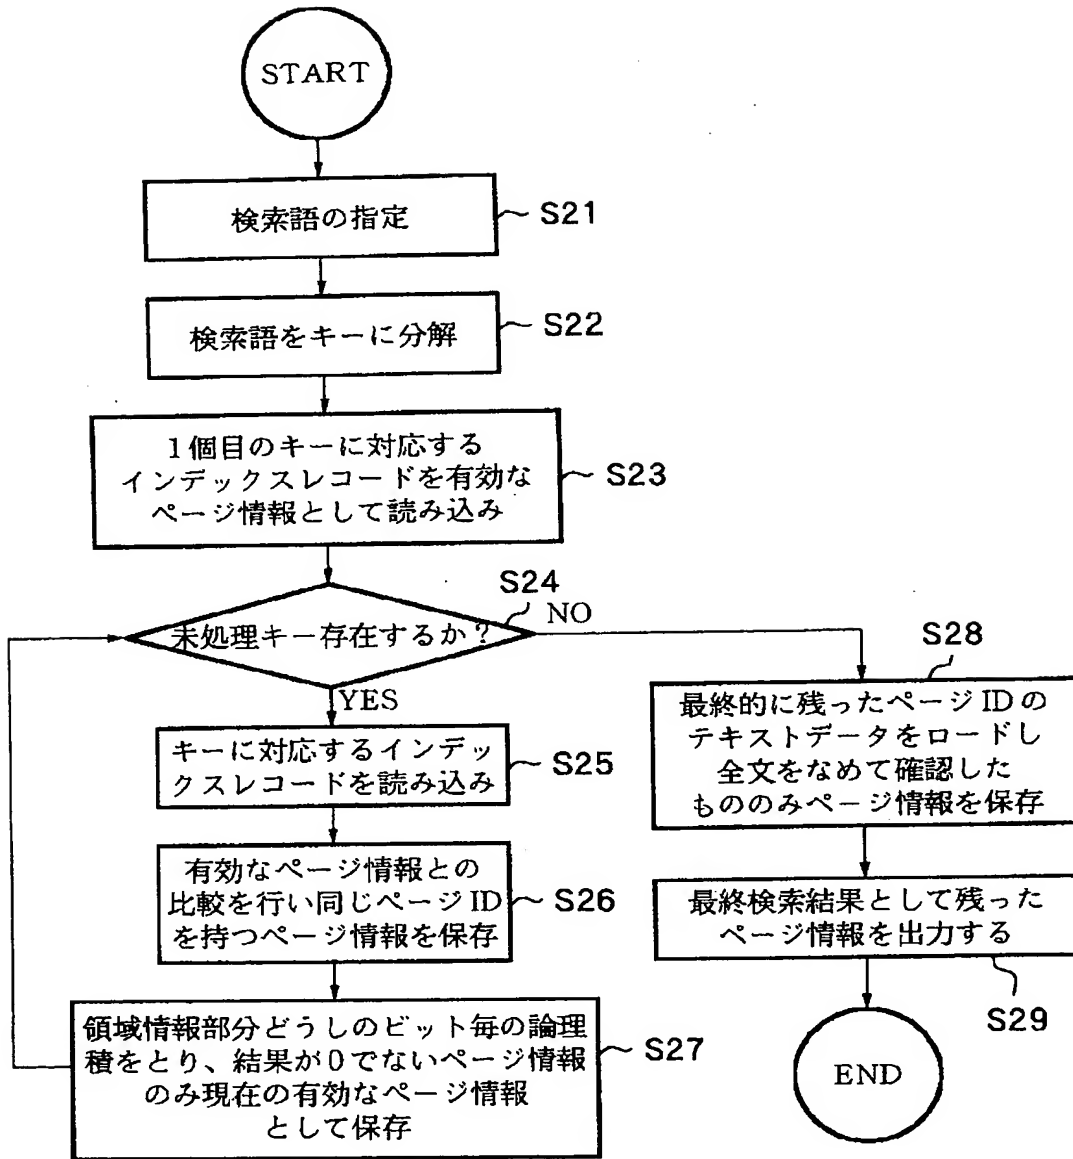 START
検索語の指定
S21
検索語をキーに分解
S22
1個目のキーに対応する
インデックスレコードを有効な
ページ情報として読み込み
S23
S24
未処理キー存在するか?
NO
YES
キーに対応するインデッ
クスレコードを読み込み
S25
有効なページ情報との
比較を行い同じページID
を持つページ情報を保存
S26
領域情報部分どうしのビット毎の論理
積をとり、結果が0でないページ情報
のみ現在の有効なページ情報
として保存
S27
S28
最終的に残ったページIDの
テキストデータをロードし
全文をなめて確認した
もののみページ情報を保存
最終検索結果として残った
ページ情報を出力する
S29
END